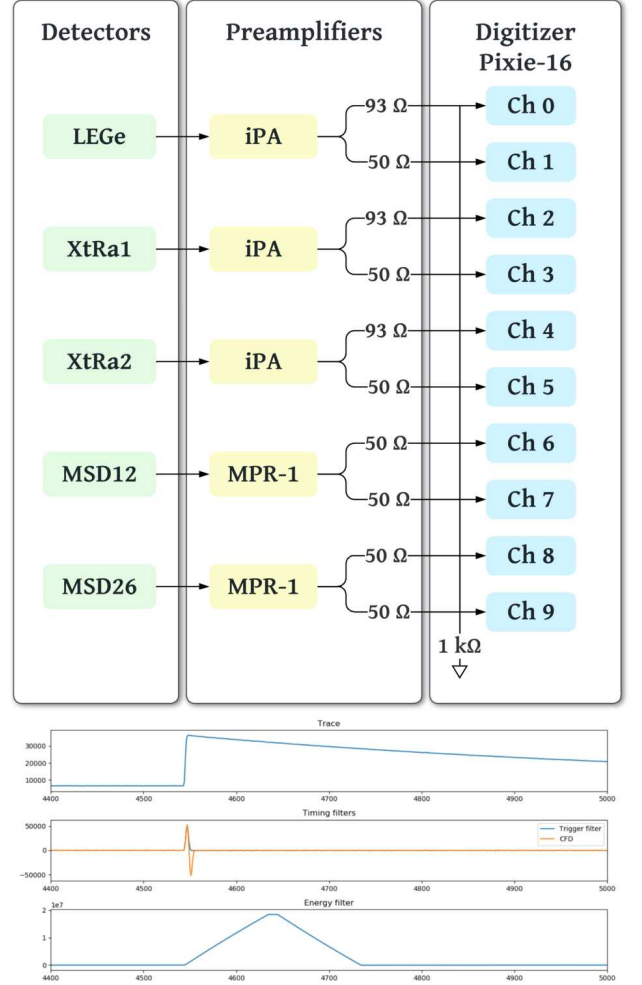 Detectors
Preamplifiers
Digitizer
Pixie-16
LEGe
iPA
93 Ω
Ch 0
50 Ω
Ch 1
XtRa1
iPA
93 Ω
Ch 2
50 Ω
Ch 3
XtRa2
iPA
93 Ω
Ch 4
50 Ω
Ch 5
MSD12
MPR-1
50 Ω
Ch 6
50 Ω
Ch 7
MSD26
MPR-1
50 Ω
Ch 8
50 Ω
Ch 9
1 kΩ
Trace
30000
20000
10000
4400 4500 4600 4700 4800 4900 5000
Timing filters
50000
0
−50000
Trigger filter
CFD
4400 4500 4600 4700 4800 4900 5000
Energy filter
1e7
2
1
0
4400 4500 4600 4700 4800 4900 5000